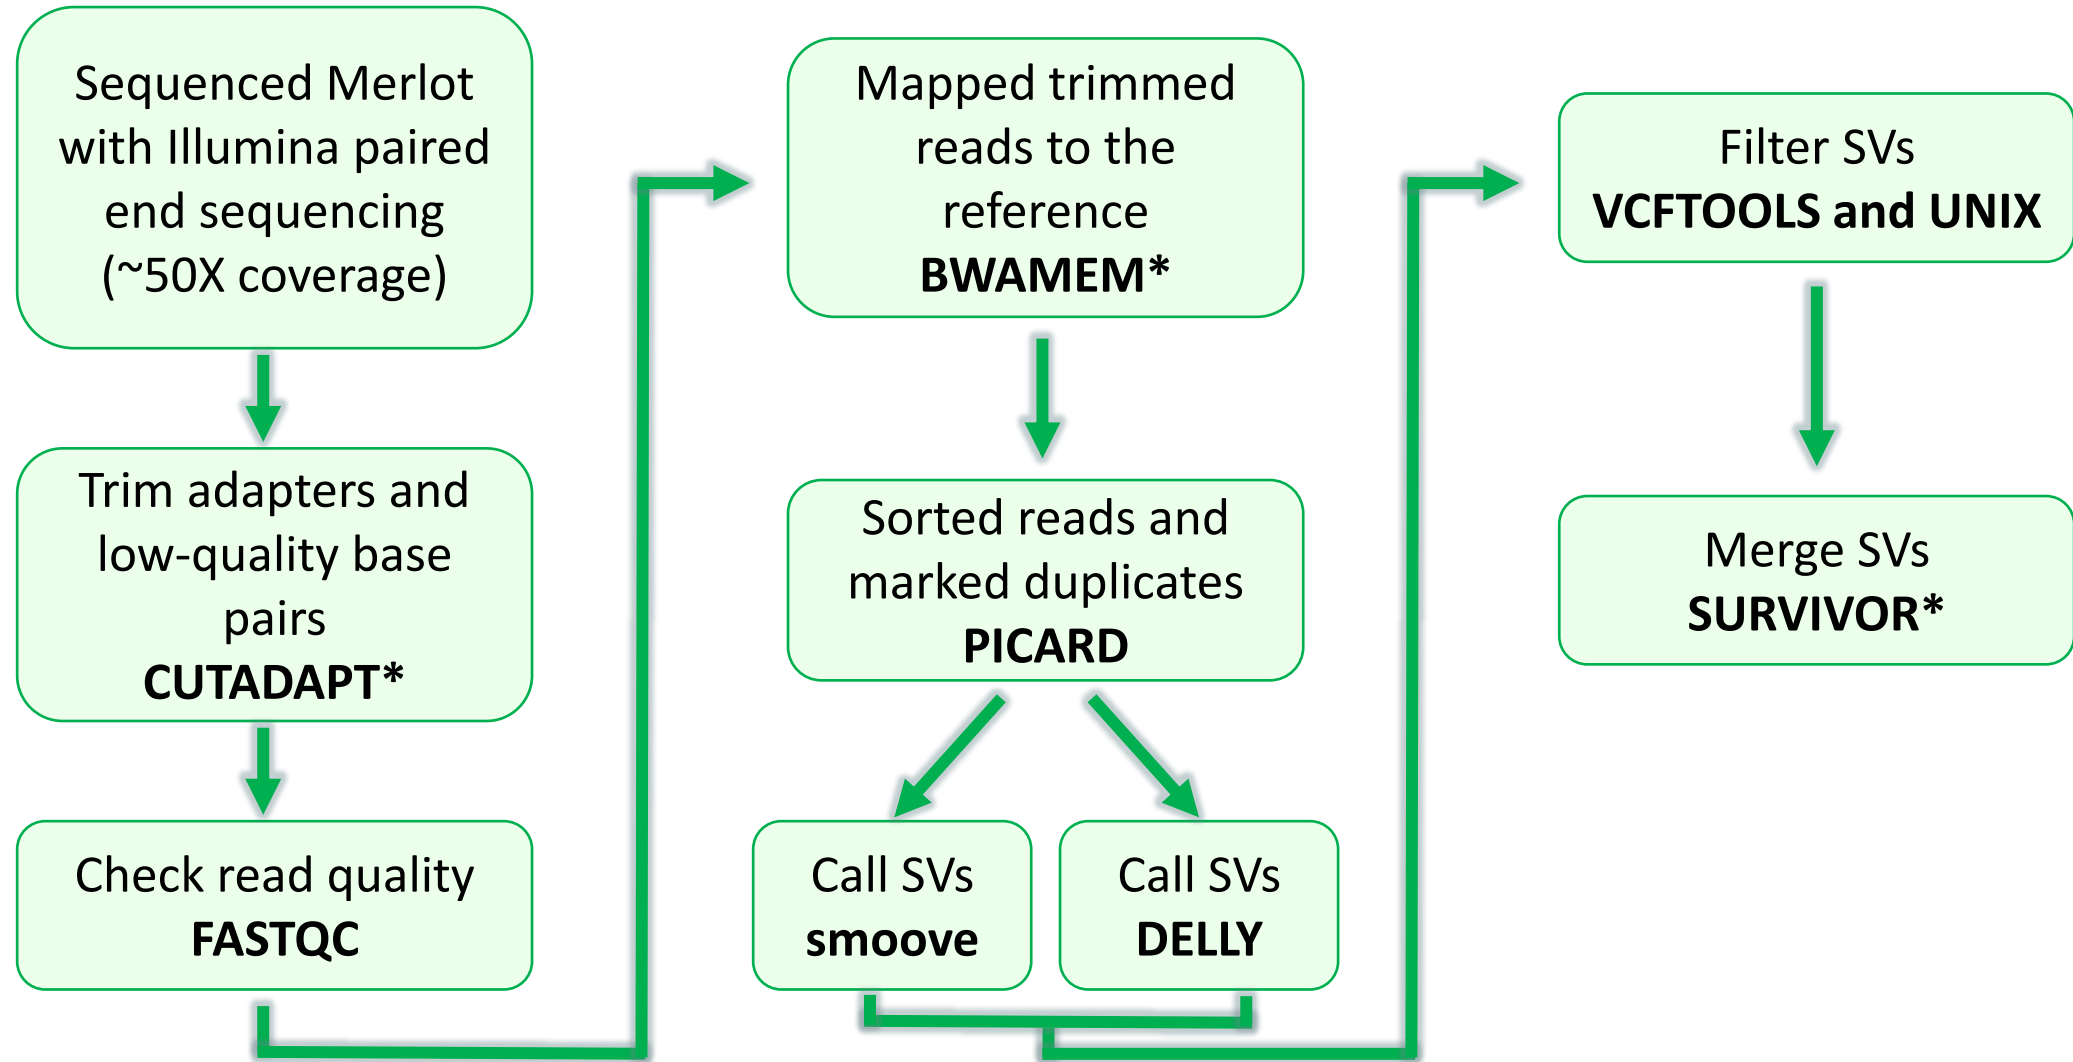 Sequenced Merlot
with Illumina paired
end sequencing
(~50X coverage)
Trim adapters and
low-quality base
pairs
CUTADAPT*
Check read quality
FASTQC
Mapped trimmed
reads to the
reference
BWAMEM*
Sorted reads and
marked duplicates
PICARD
Call SVs
smoove
Call SVs
DELLY
Filter SVs
VCFTOOLS and UNIX
Merge SVs
SURVIVOR*